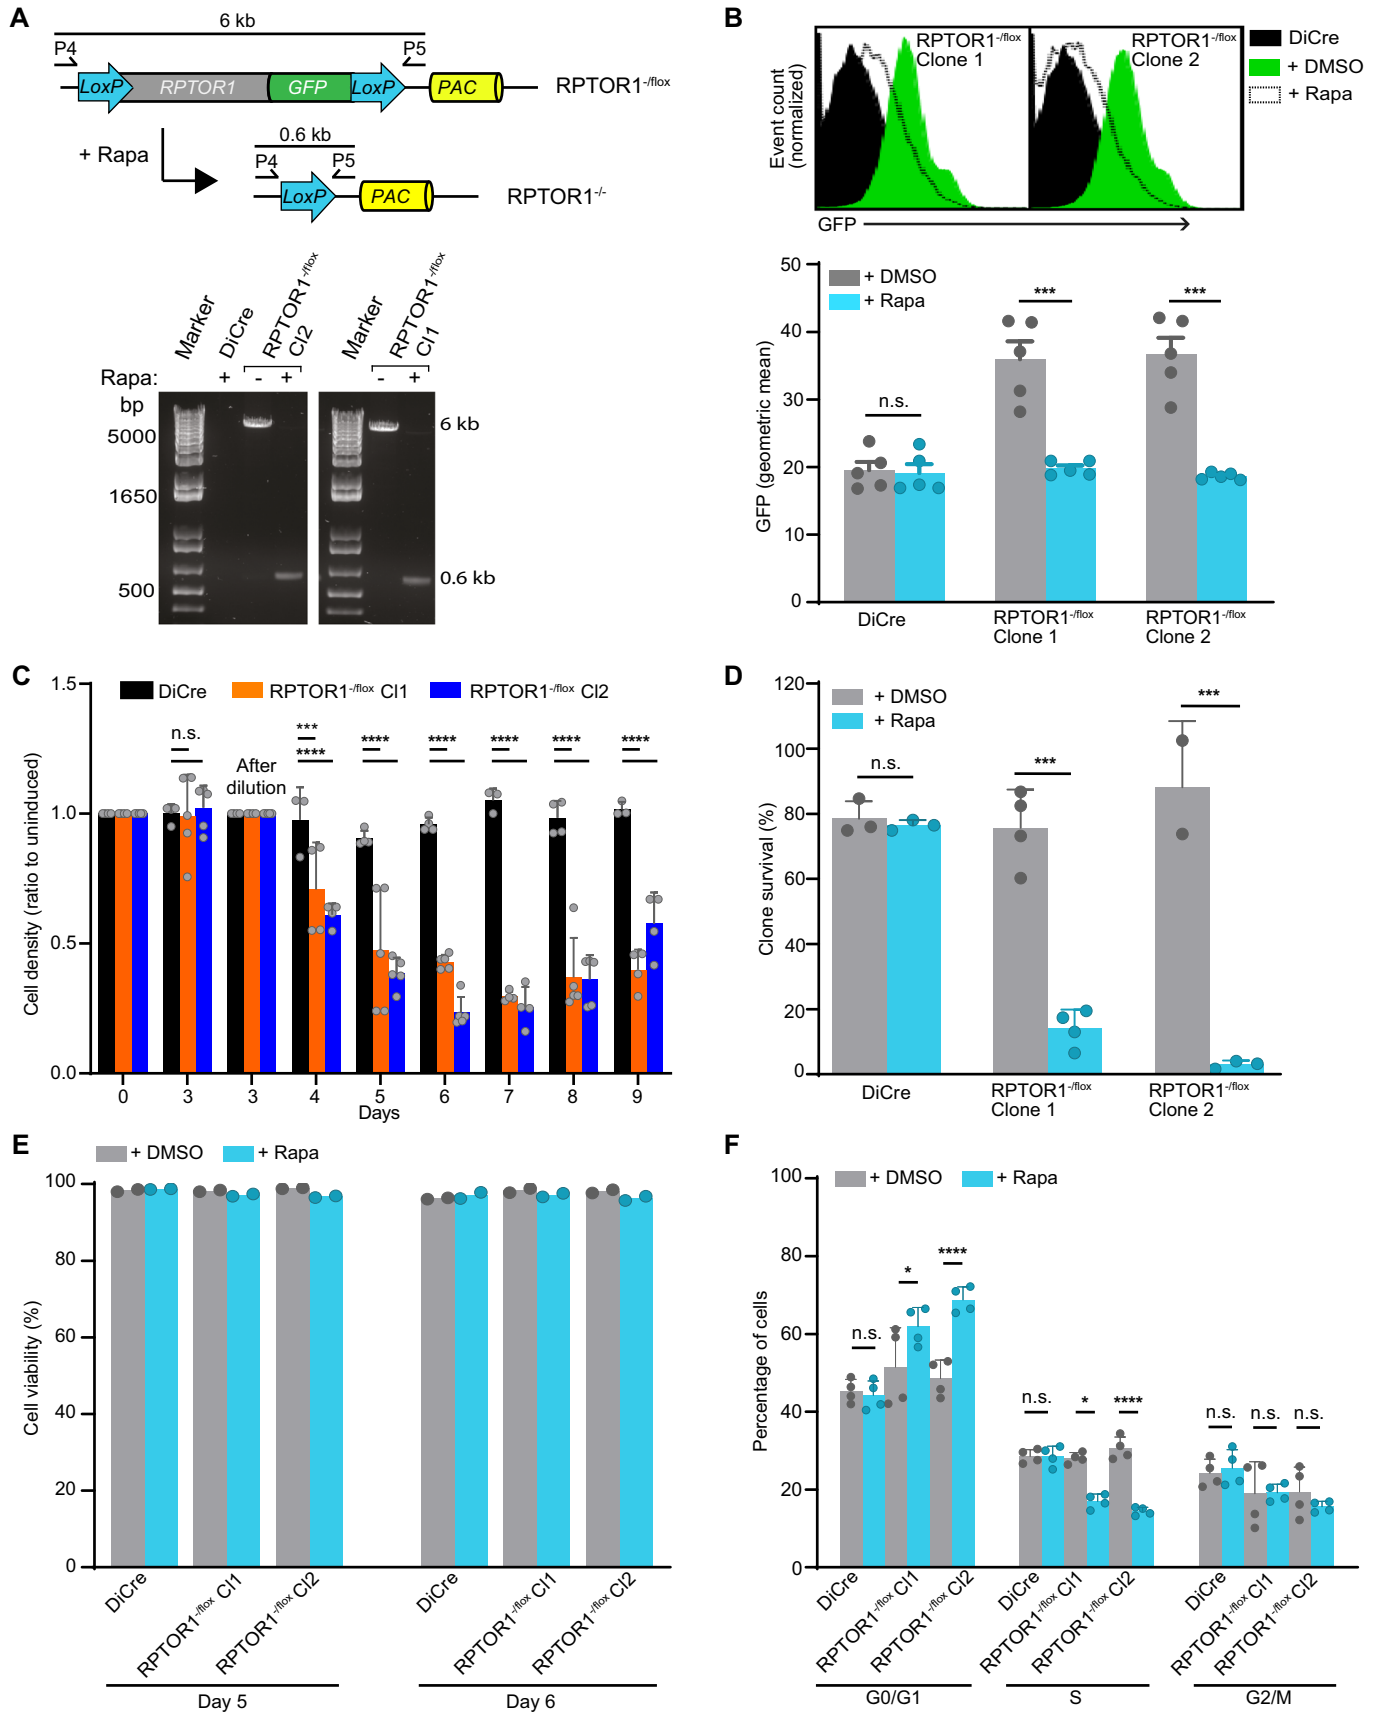 A
6 kb
P4
P5
LoxP
RPTOR1
GFP
LoxP
PAC
RPTOR1-/flox
+ Rapa
0.6 kb
P4
P5
LoxP
PAC
RPTOR1-/-
Marker
DiCre
RPTOR1-/flox
Cl2
Marker
RPTOR1-/flox
Cl1
Rapa:
+
-
+
-
+
bp
5000
1650
500
6 kb
0.6 kb
B
Event count
(normalized)
RPTOR1-/flox
Clone 1
RPTOR1-/flox
Clone 2
DiCre
+ DMSO
+ Rapa
GFP
GFP (geometric mean)
50
40
30
20
10
0
+ DMSO
+ Rapa
n.s.
***
***
DiCre
RPTOR1-/flox
Clone 1
RPTOR1-/flox
Clone 2
C
DiCre
RPTOR1-/flox Cl1
RPTOR1-/flox Cl2
Cell density (ratio to uninduced)
1.5
1.0
0.5
0.0
n.s.
After
dilution
***
****
****
****
****
****
****
0
3
3
4
5
6
7
8
9
Days
D
Clone survival (%)
120
100
80
60
40
20
0
+ DMSO
+ Rapa
n.s.
***
***
DiCre
RPTOR1-/flox
Clone 1
RPTOR1-/flox
Clone 2
E
+ DMSO
+ Rapa
Cell viability (%)
100
80
60
40
20
0
DiCre
RPTOR1-/flox Cl1
RPTOR1-/flox Cl2
DiCre
RPTOR1-/flox Cl1
RPTOR1-/flox Cl2
Day 5
Day 6
F
+ DMSO
+ Rapa
Percentage of cells
100
80
60
40
20
0
n.s.
*
****
n.s.
*
****
n.s.
n.s.
n.s.
DiCre
RPTOR1-/flox Cl1
RPTOR1-/flox Cl2
DiCre
RPTOR1-/flox Cl1
RPTOR1-/flox Cl2
DiCre
RPTOR1-/flox Cl1
RPTOR1-/flox Cl2
G0/G1
S
G2/M